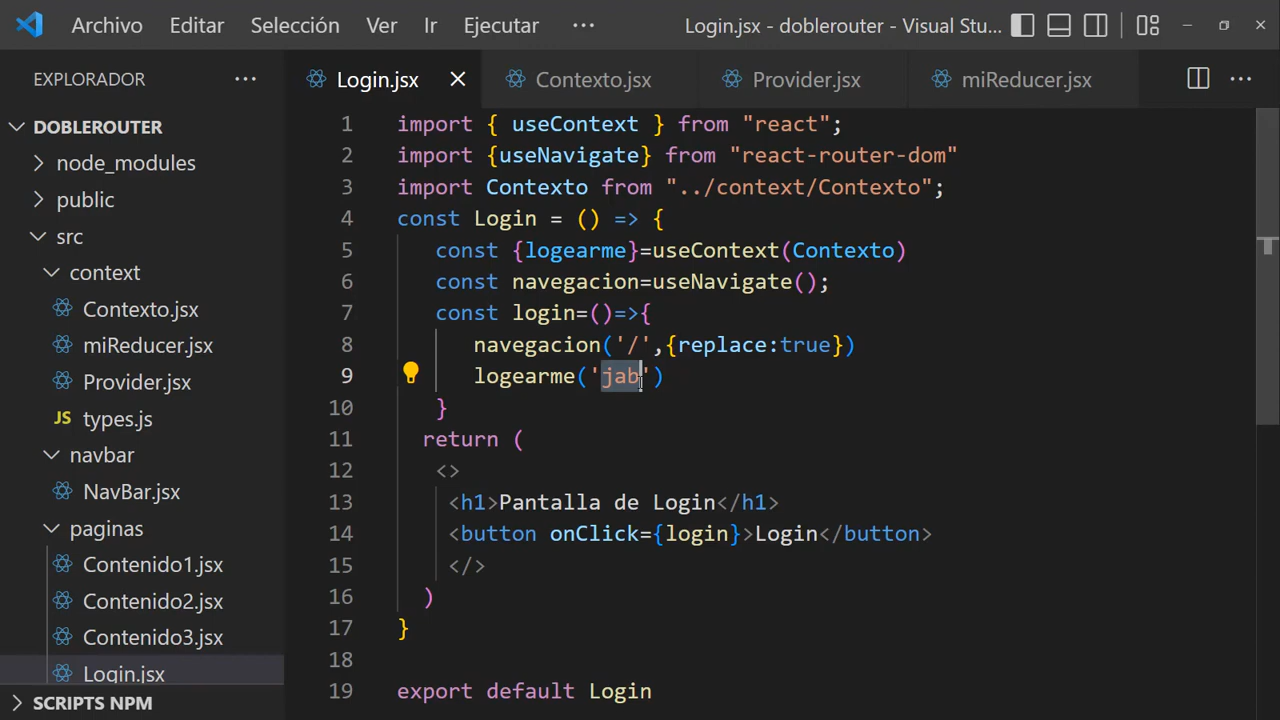 Archivo Editar Selección Ver Ir Ejecutar ··· Login.jsx - doblerouter - Visual Stu...
EXPLORADOR ···
DOBLEROUTER
node_modules
public
src
context
Contexto.jsx
miReducer.jsx
Provider.jsx
JS types.js
navbar
NavBar.jsx
paginas
Contenido1.jsx
Contenido2.jsx
Contenido3.jsx
Login.jsx
SCRIPTS NPM
Login.jsx Contexto.jsx Provider.jsx miReducer.jsx ···
1 import { useContext } from "react";
2 import {useNavigate} from "react-router-dom"
3 import Contexto from "../context/Contexto";
4 const Login = () => {
5 const {logearme}=useContext(Contexto)
6 const navegacion=useNavigate();
7 const login=()=>{
8 navegacion('/',{replace:true})
9 logearme('jab')
10 }
11 return (
12 <>
13 <h1>Pantalla de Login</h1>
14 <button onClick={login}>Login</button>
15 </>
16 )
17 }
18
19 export default Login